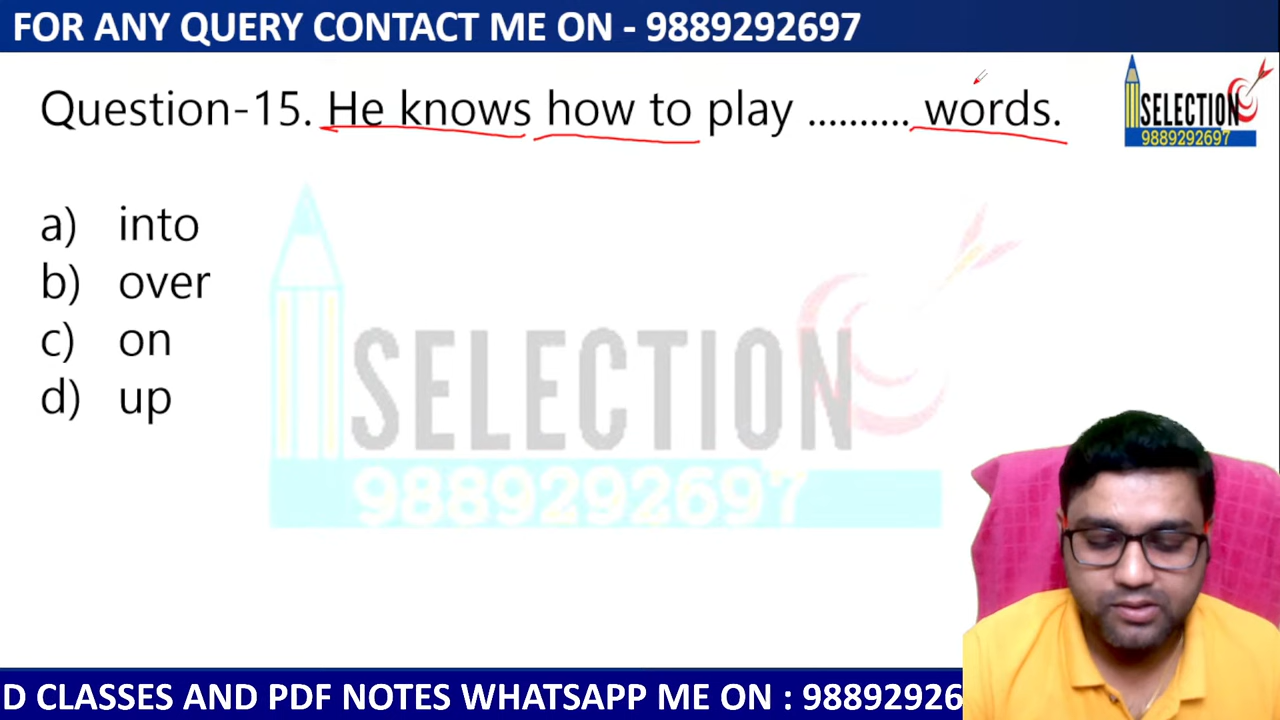 FOR ANY QUERY CONTACT ME ON - 9889292697
Question-15. He knows how to play .......... words.
SELECTION
9889292697
a) into
b) over
c) on
d) up
SELECTION
9889292697
D CLASSES AND PDF NOTES WHATSAPP ME ON : 98892926